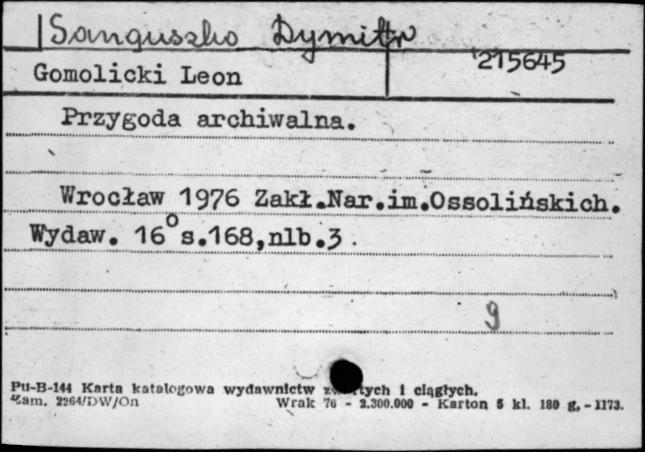 Sanguszko Dymitr
215645
Gomolicki Leon
Przygoda archiwalna.
Wrocław 1976 Zakł.Nar.im.Ossolińskich.
Wydaw. 16° s.168,nlb.3.
9
Pu-B-144 Karta katalogowa wydawnictw i ciągłych.
Zam. 2264/DW/On Wrak 76 - 2.300.000 - Karton 5 kl. 180 g, - 1173.